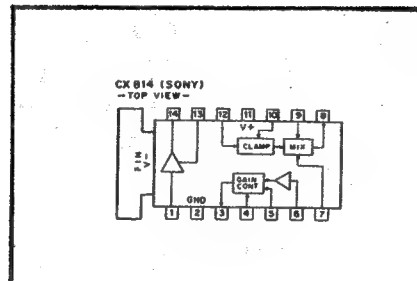 CX 814 (SONY)
-TOP VIEW-
14 13 12 11 10 9 8
V+
CLAMP MIX
FIN
V-
GAIN
CONT
GND
1 2 3 4 5 6 7